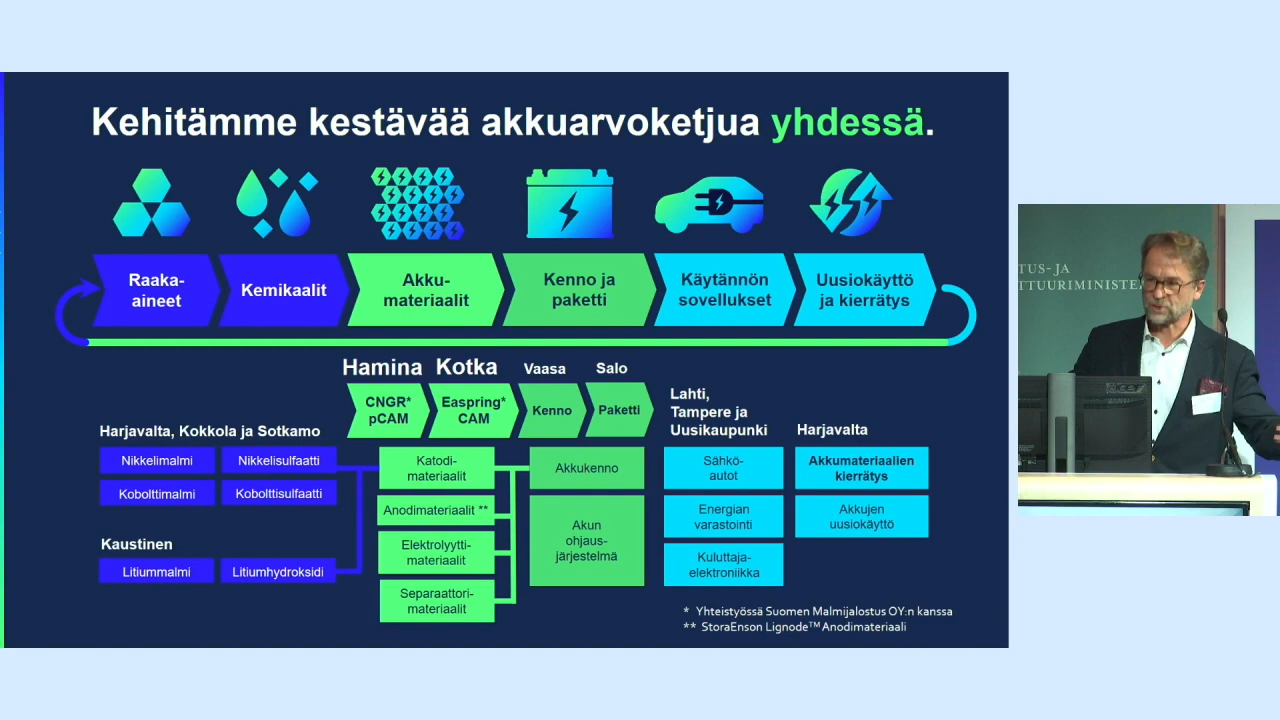 Kehitämme kestävää akkuarvoketjua yhdessä.
Raaka-
aineet
Kemikaalit
Akku-
materiaalit
Kenno ja
paketti
Käytännön
sovellukset
Uusiokäyttö
ja kierrätys
Hamina
Kotka
Vaasa
Salo
CNGR*
pCAM
Easpring*
CAM
Kenno
Paketti
Harjavalta, Kokkola ja Sotkamo
Nikkelimalmi
Nikkelisulfaatti
Kobolttimalmi
Kobolttisulfaatti
Kaustinen
Litiummalmi
Litiumhydroksidi
Katodi-
materiaalit
Anodimateriaalit **
Elektrolyytti-
materiaalit
Separaattori-
materiaalit
Akkukenno
Akun
ohjaus-
järjestelmä
Lahti,
Tampere ja
Uusikaupunki
Sähkö-
autot
Energian
varastointi
Kuluttaja-
elektroniikka
Harjavalta
Akkumateriaalien
kierrätys
Akkujen
uusiokäyttö
* Yhteistyössä Suomen Malmijalostus OY:n kanssa
** StoraEnson Lignode™ Anodimateriaali
TUS- JA
TTUURIMINISTE